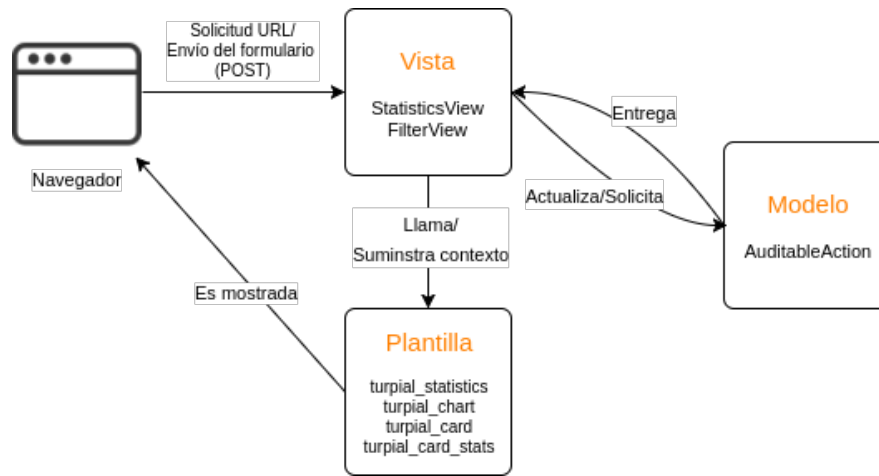 Solicitud URL/
Envío del formulario
(POST)
Vista
StatisticsView
FilterView
Entrega
Navegador
Actualiza/Solicita
Modelo
AuditableAction
Llama/
Suminstra contexto
Es mostrada
Plantilla
turpial_statistics
turpial_chart
turpial_card
turpial_card_stats